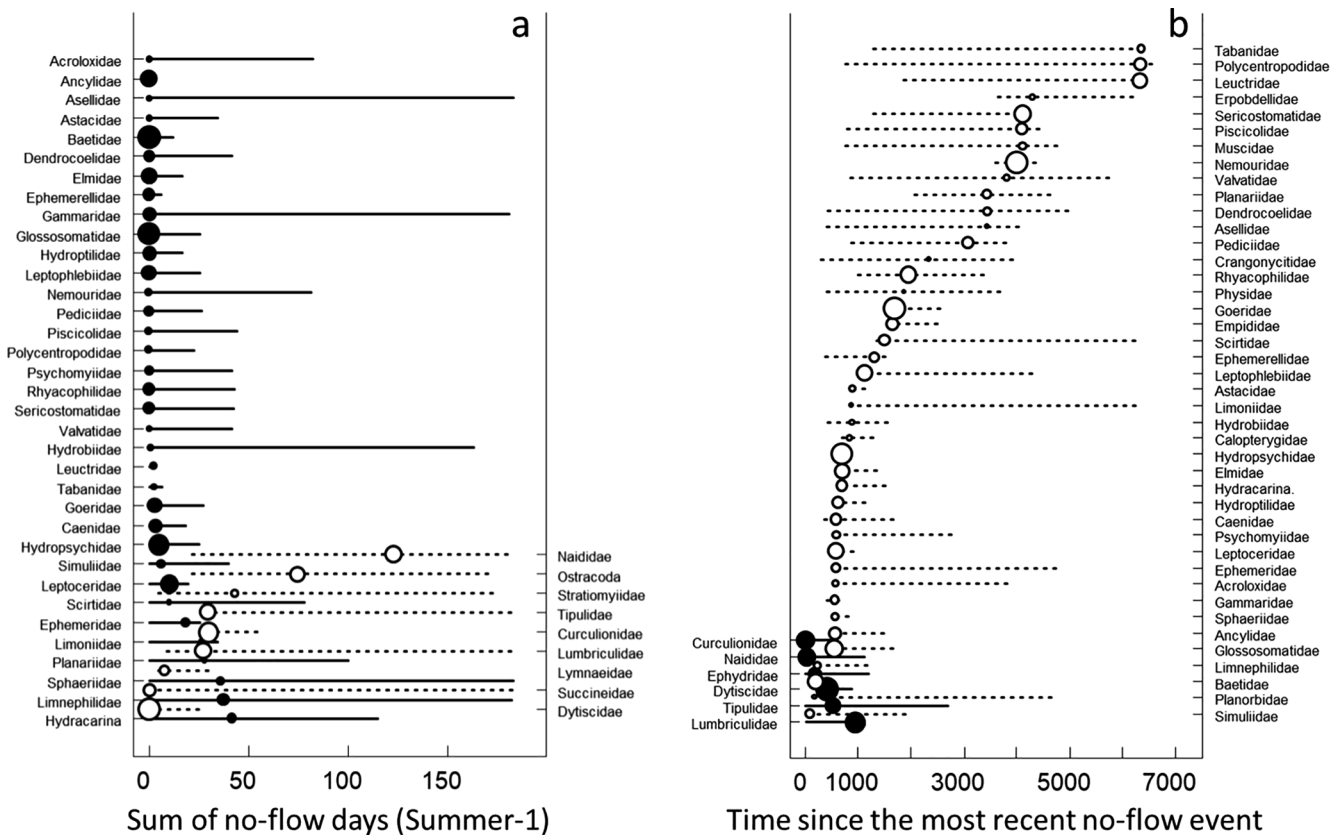 a
Acroloxidae
Ancylidae
Asellidae
Astacidae
Baetidae
Dendrocoelidae
Elmidae
Ephemerellidae
Gammaridae
Glossosomatidae
Hydroptilidae
Leptophlebiidae
Nemouridae
Pediciidae
Piscicolidae
Polycentropodidae
Psychomyiidae
Rhyacophilidae
Sericostomatidae
Valvatidae
Hydrobiidae
Leuctridae
Tabanidae
Goeridae
Caenidae
Hydropsychidae
Simuliidae
Leptoceridae
Scirtidae
Ephemeridae
Limoniidae
Planariidae
Sphaeriidae
Limnephilidae
Hydracarina
Naididae
Ostracoda
Stratiomyiidae
Tipulidae
Curculionidae
Lumbriculidae
Lymnaeidae
Succineidae
Dytiscidae
0 50 100 150
Sum of no-flow days (Summer-1)
b
Tabanidae
Polycentropodidae
Leuctridae
Erpobdellidae
Sericostomatidae
Piscicolidae
Muscidae
Nemouridae
Valvatidae
Planariidae
Dendrocoelidae
Asellidae
Pediciidae
Crangonycitidae
Rhyacophilidae
Physidae
Goeridae
Empididae
Scirtidae
Ephemerellidae
Leptophlebiidae
Astacidae
Limoniidae
Hydrobiidae
Calopterygidae
Hydropsychidae
Elmidae
Hydracarina.
Hydroptilidae
Caenidae
Psychomyiidae
Leptoceridae
Ephemeridae
Acroloxidae
Gammaridae
Sphaeriidae
Ancylidae
Glossosomatidae
Limnephilidae
Baetidae
Planorbidae
Simuliidae
Curculionidae
Naididae
Ephydridae
Dytiscidae
Tipulidae
Lumbriculidae
0 1000 3000 5000 7000
Time since the most recent no-flow event